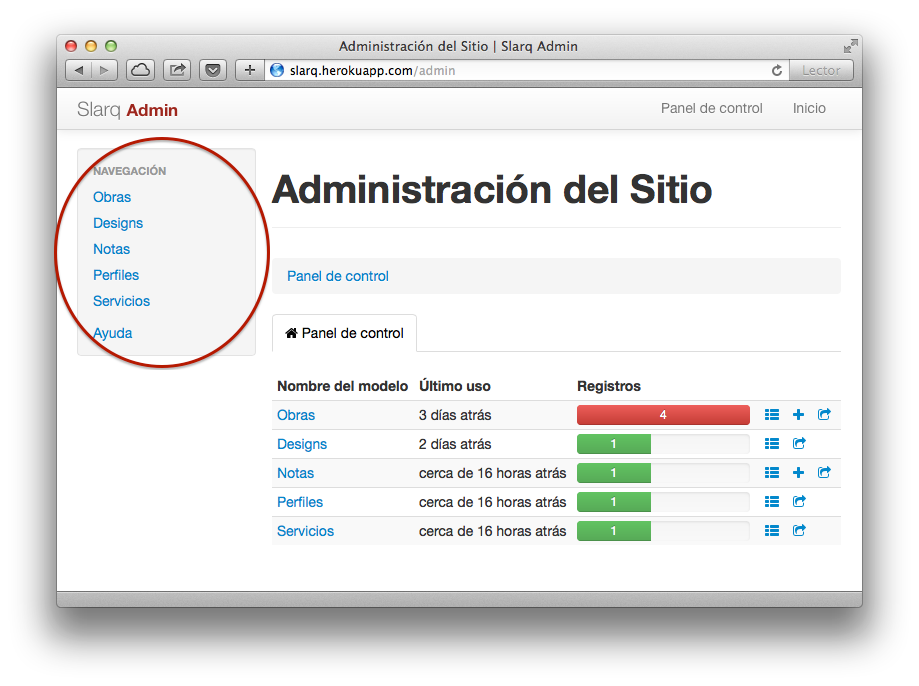 Administración del Sitio | Slarq Admin
slarq.herokuapp.com/admin
Lector
Slarq Admin
Panel de control
Inicio
NAVEGACIÓN
Obras
Designs
Notas
Perfiles
Servicios
Ayuda
Administración del Sitio
Panel de control
Panel de control
Nombre del modelo Último uso Registros
Obras 3 días atrás 4
Designs 2 días atrás 1
Notas cerca de 16 horas atrás 1
Perfiles cerca de 16 horas atrás 1
Servicios cerca de 16 horas atrás 1